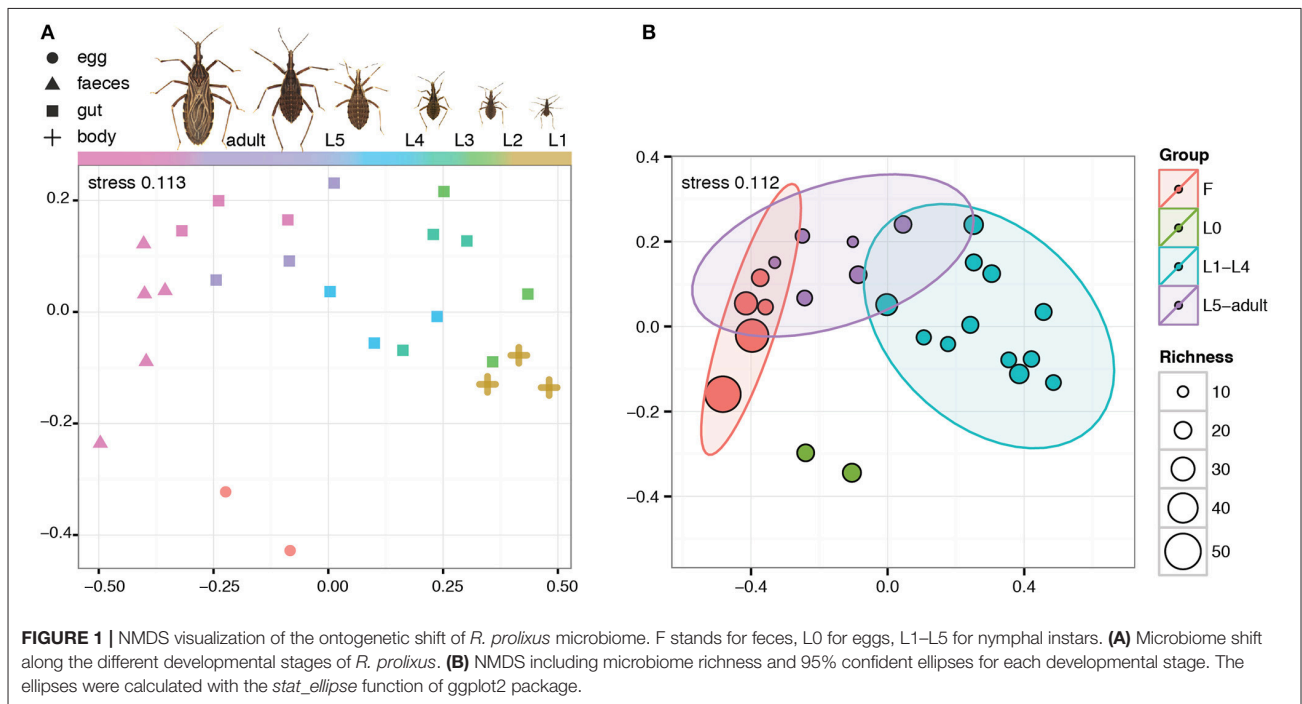 A
egg
faeces
gut
body
adult
L5
L4
L3
L2
L1
stress 0.113
0.2
0.0
−0.2
−0.4
−0.50
−0.25
0.00
0.25
0.50
B
stress 0.112
0.4
0.2
0.0
−0.2
−0.4
−0.4
0.0
0.4
Group
F
L0
L1−L4
L5−adult
Richness
10
20
30
40
50
FIGURE 1 | NMDS visualization of the ontogenetic shift of R. prolixus microbiome. F stands for feces, L0 for eggs, L1–L5 for nymphal instars. (A) Microbiome shift
along the different developmental stages of R. prolixus. (B) NMDS including microbiome richness and 95% confident ellipses for each developmental stage. The
ellipses were calculated with the stat_ellipse function of ggplot2 package.